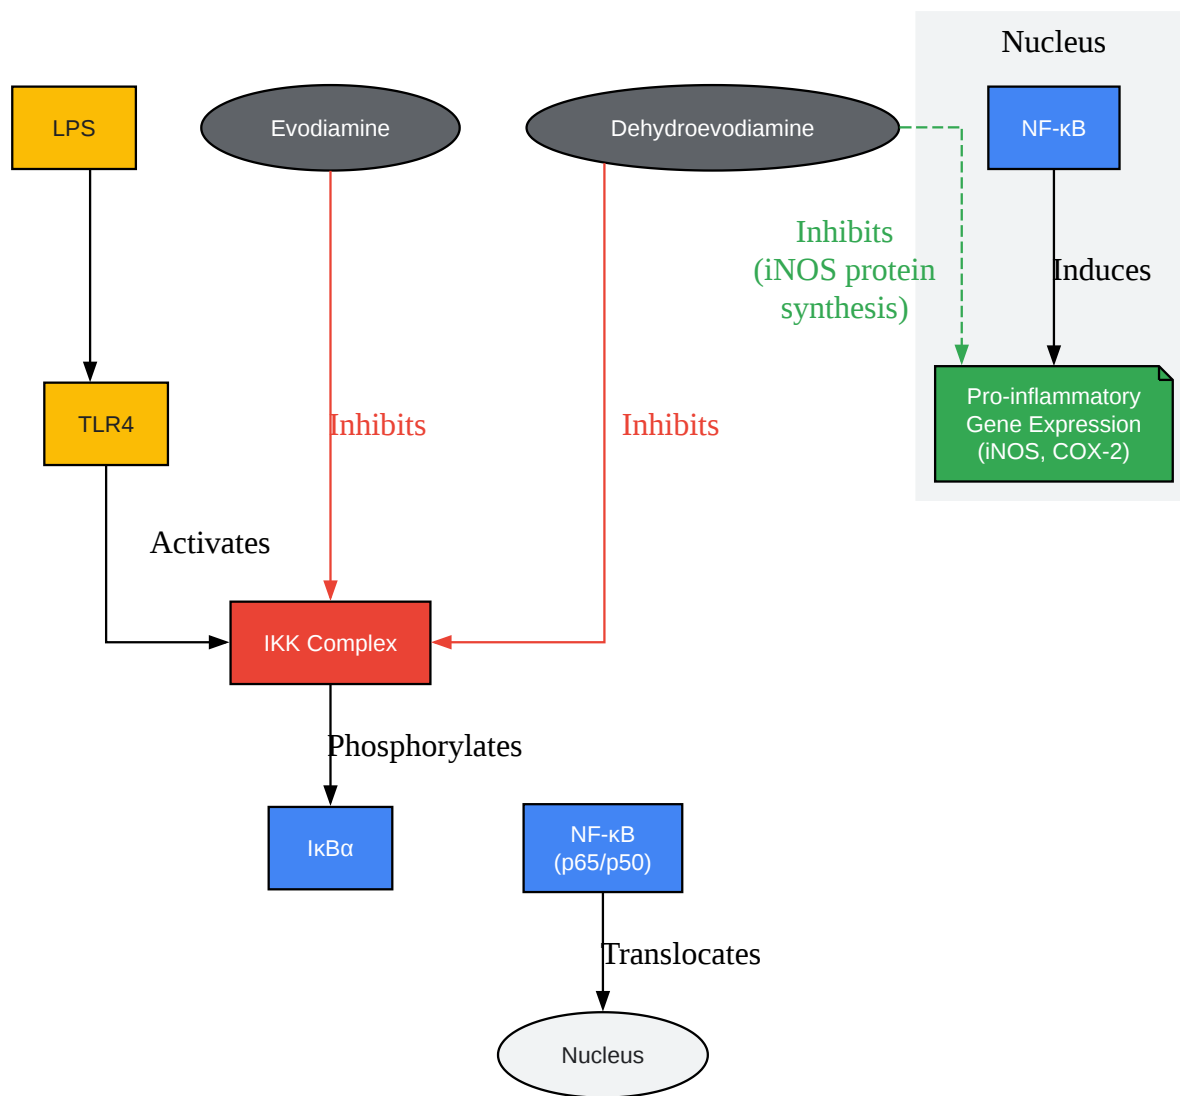 Nucleus
LPS
Evodiamine
Dehydroevodiamine
NF-κB
Inhibits
(iNOS protein
synthesis)
Induces
Pro-inflammatory
Gene Expression
(iNOS, COX-2)
TLR4
Inhibits
Inhibits
Activates
IKK Complex
Phosphorylates
IκBα
NF-κB
(p65/p50)
Translocates
Nucleus